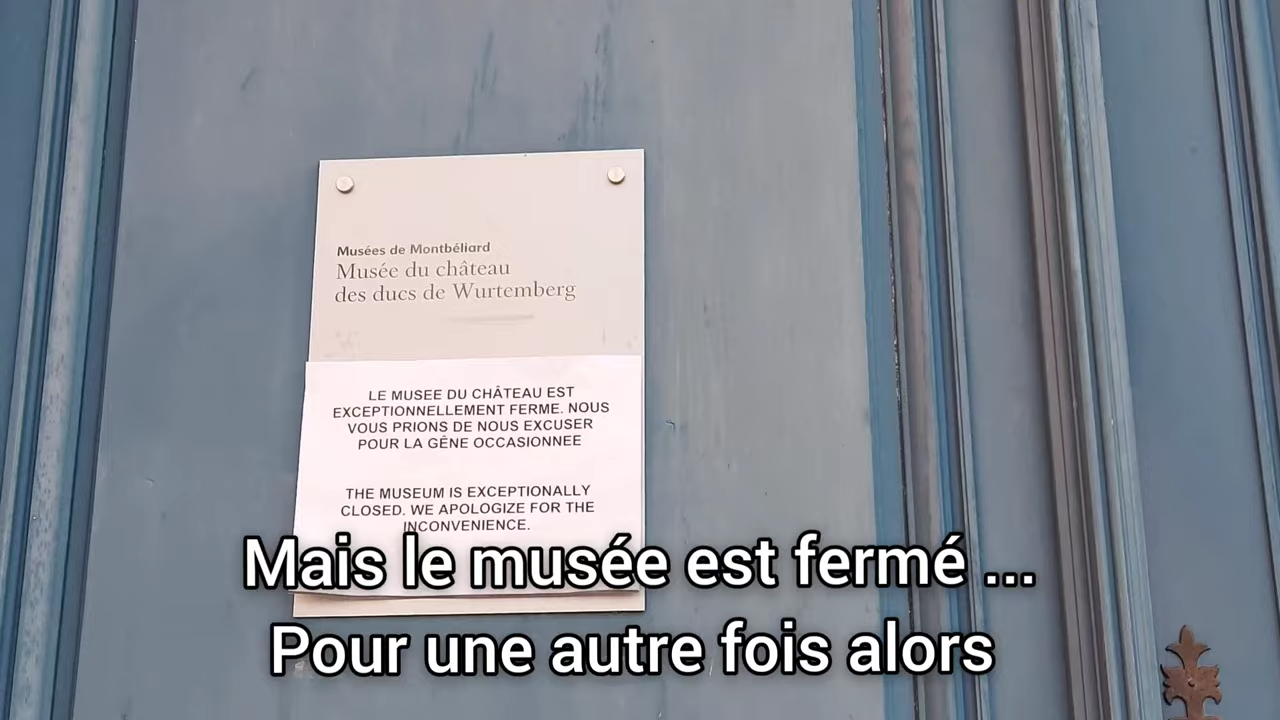 Musées de Montbéliard
Musée du château
des ducs de Wurtemberg
LE MUSEE DU CHÂTEAU EST
EXCEPTIONNELLEMENT FERME. NOUS
VOUS PRIONS DE NOUS EXCUSER
POUR LA GÊNE OCCASIONNEE
THE MUSEUM IS EXCEPTIONALLY
CLOSED. WE APOLOGIZE FOR THE
INCONVENIENCE.
Mais le musée est fermé ...
Pour une autre fois alors